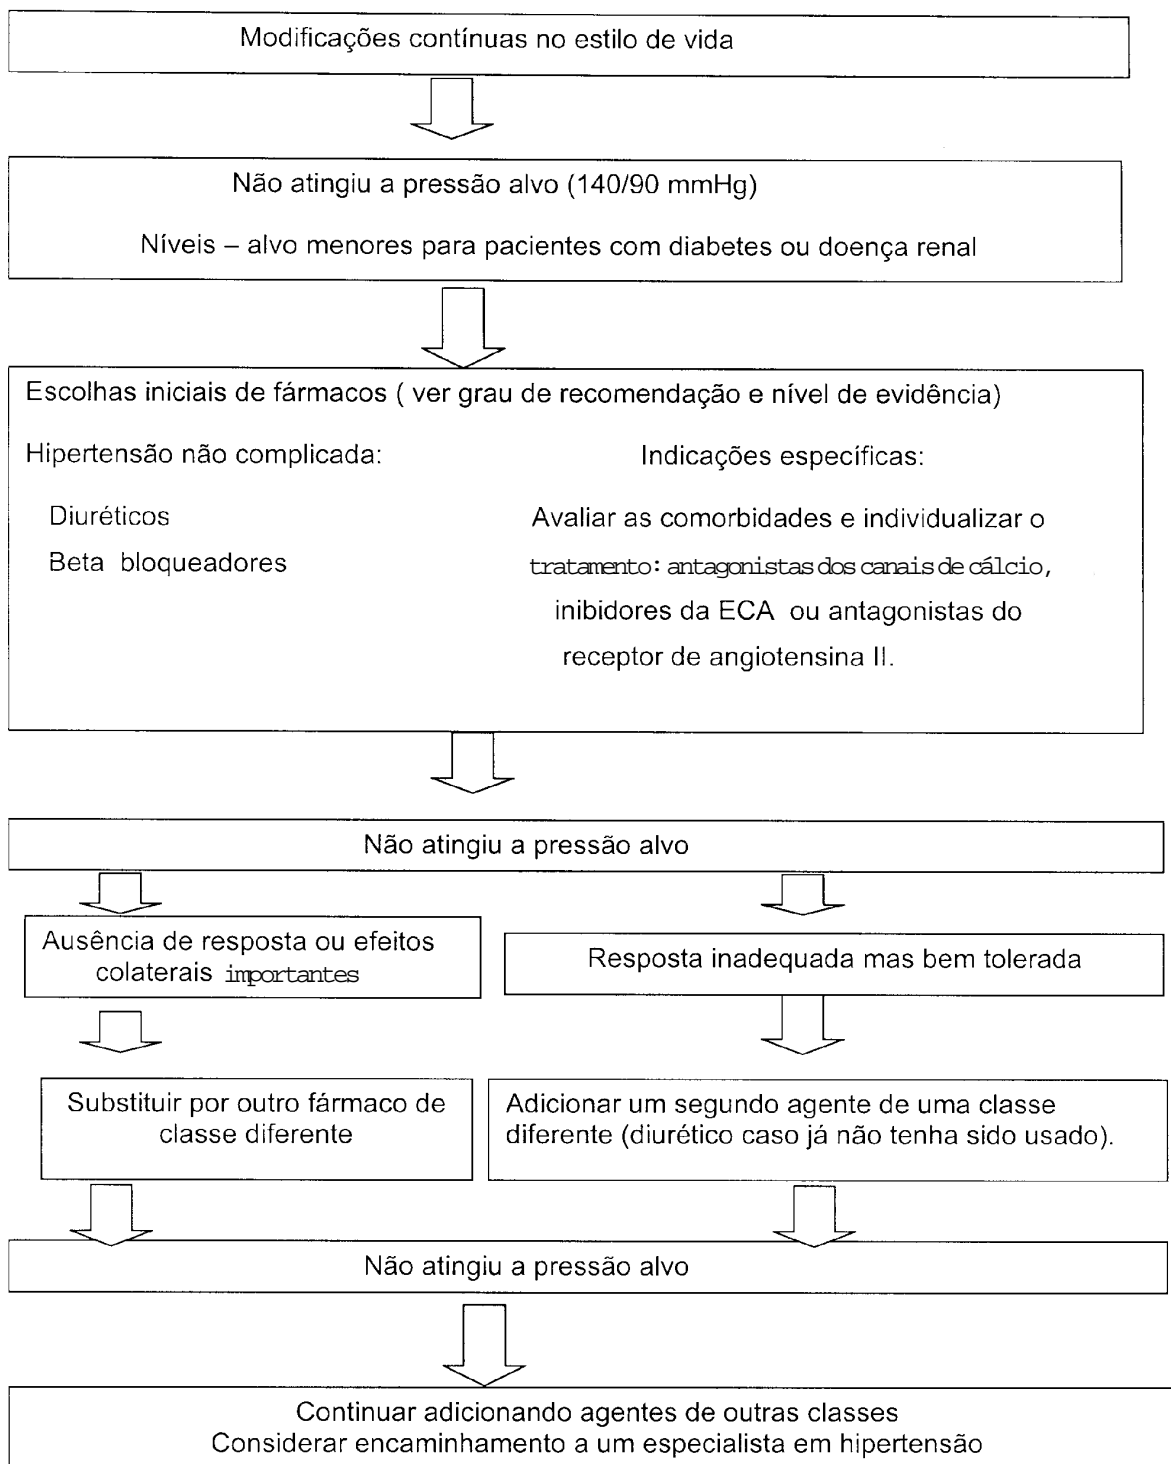 Modificações contínuas no estilo de vida
Não atingiu a pressão alvo (140/90 mmHg)
Níveis – alvo menores para pacientes com diabetes ou doença renal
Escolhas iniciais de fármacos ( ver grau de recomendação e nível de evidência)
Hipertensão não complicada:
Diuréticos
Beta bloqueadores
Indicações específicas:
Avaliar as comorbidades e individualizar o
tratamento: antagonistas dos canais de cálcio,
inibidores da ECA ou antagonistas do
receptor de angiotensina II.
Não atingiu a pressão alvo
Ausência de resposta ou efeitos
colaterais importantes
Resposta inadequada mas bem tolerada
Substituir por outro fármaco de
classe diferente
Adicionar um segundo agente de uma classe
diferente (diurético caso já não tenha sido usado).
Não atingiu a pressão alvo
Continuar adicionando agentes de outras classes
Considerar encaminhamento a um especialista em hipertensão